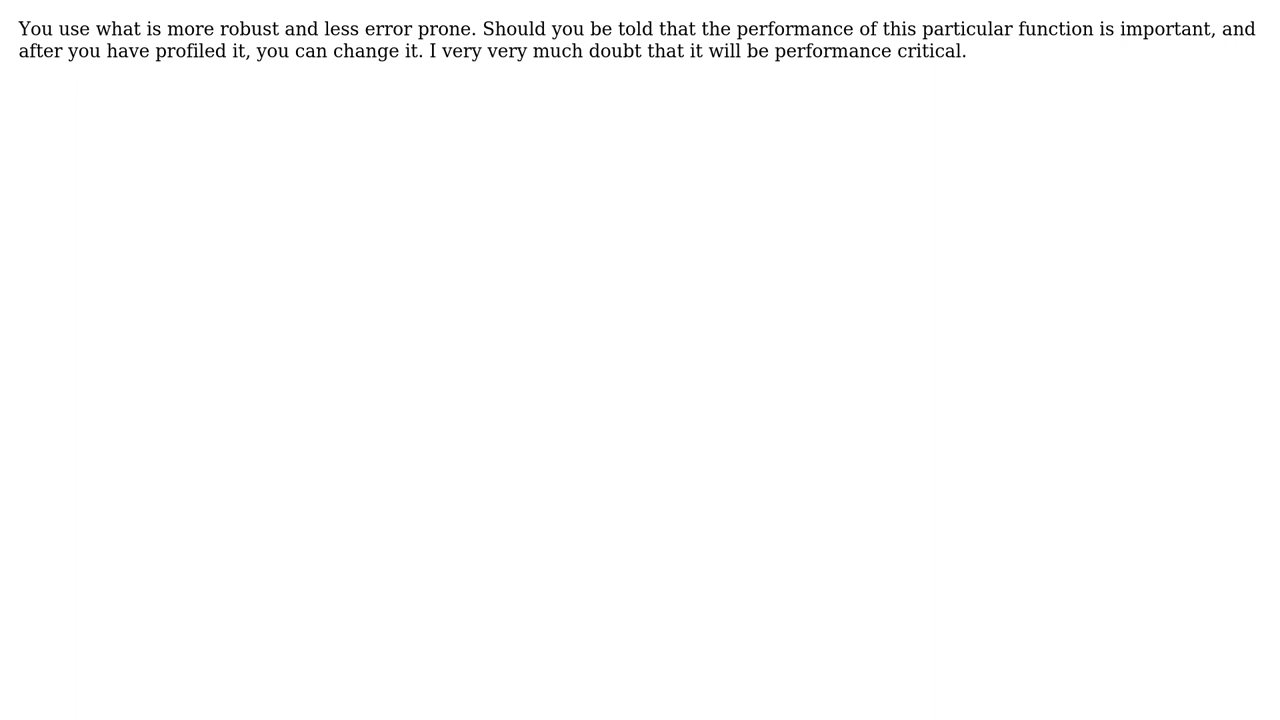 You use what is more robust and less error prone. Should you be told that the performance of this particular function is important, and
after you have profiled it, you can change it. I very very much doubt that it will be performance critical.